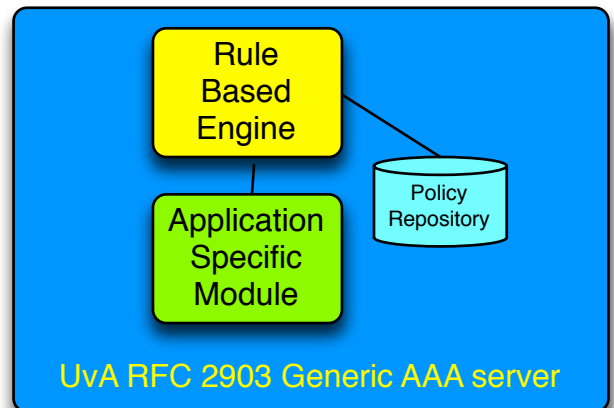 Rule
Based
Engine
Policy
Repository
Application
Specific
Module
UvA RFC 2903 Generic AAA server